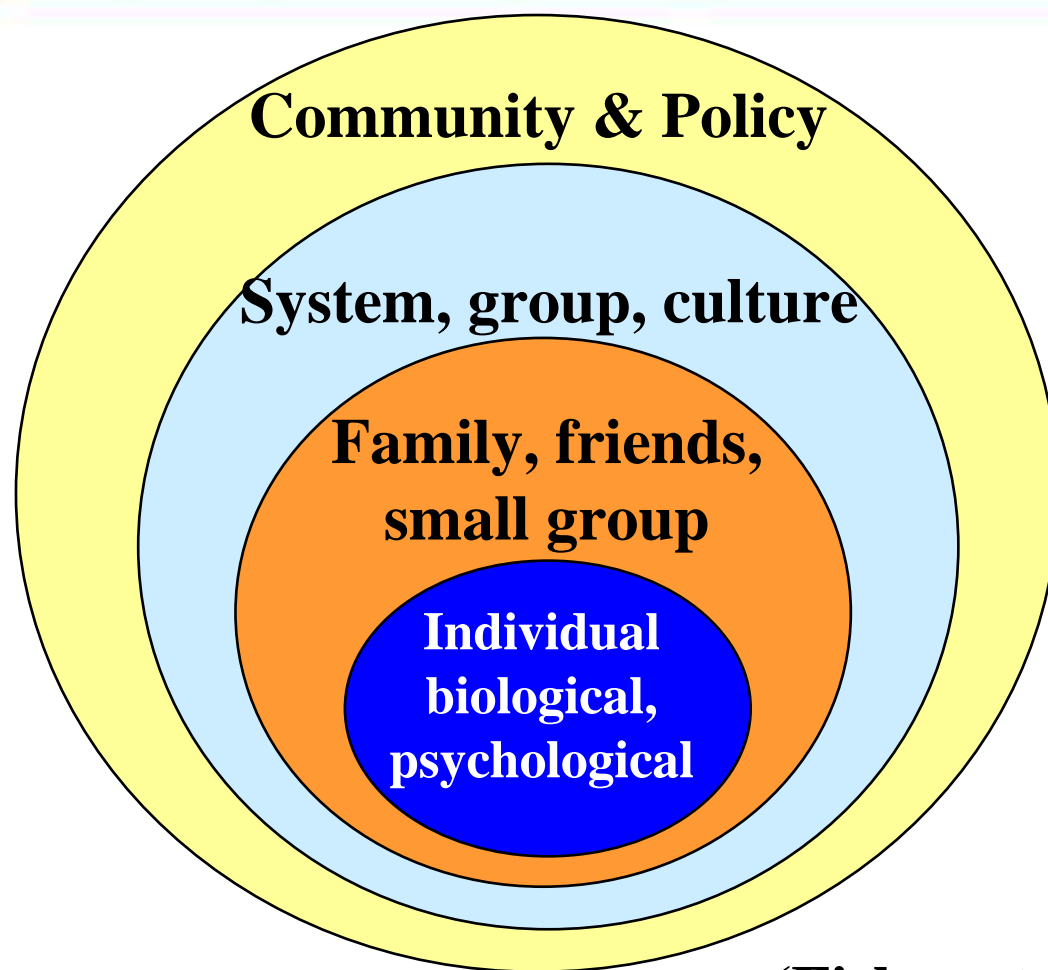 Community & Policy
System, group, culture
Family, friends,
small group
Individual
biological,
psychological